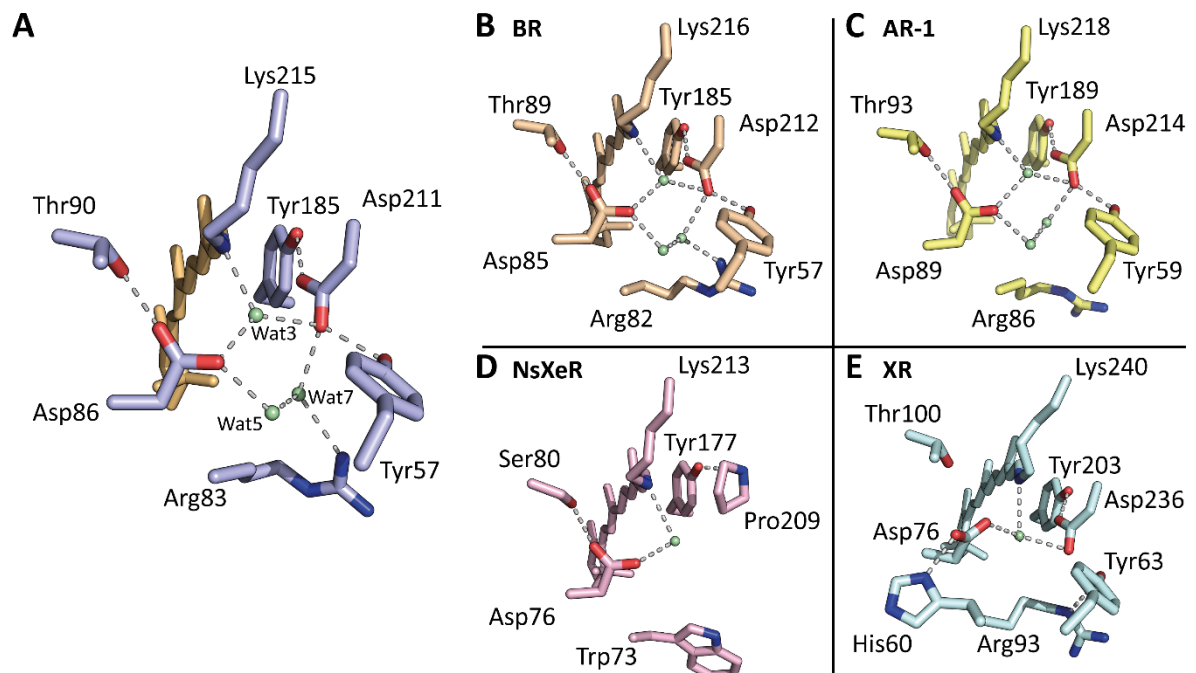 A
Lys215
Thr90
Tyr185
Asp211
Wat3
Asp86
Wat5
Wat7
Arg83
Tyr57
B BR
Lys216
Thr89
Tyr185
Asp212
Asp85
Tyr57
Arg82
C AR-1
Lys218
Thr93
Tyr189
Asp214
Asp89
Tyr59
Arg86
D NsXeR
Lys213
Tyr177
Ser80
Pro209
Asp76
Trp73
E XR
Lys240
Thr100
Tyr203
Asp236
Asp76
Tyr63
His60
Arg93